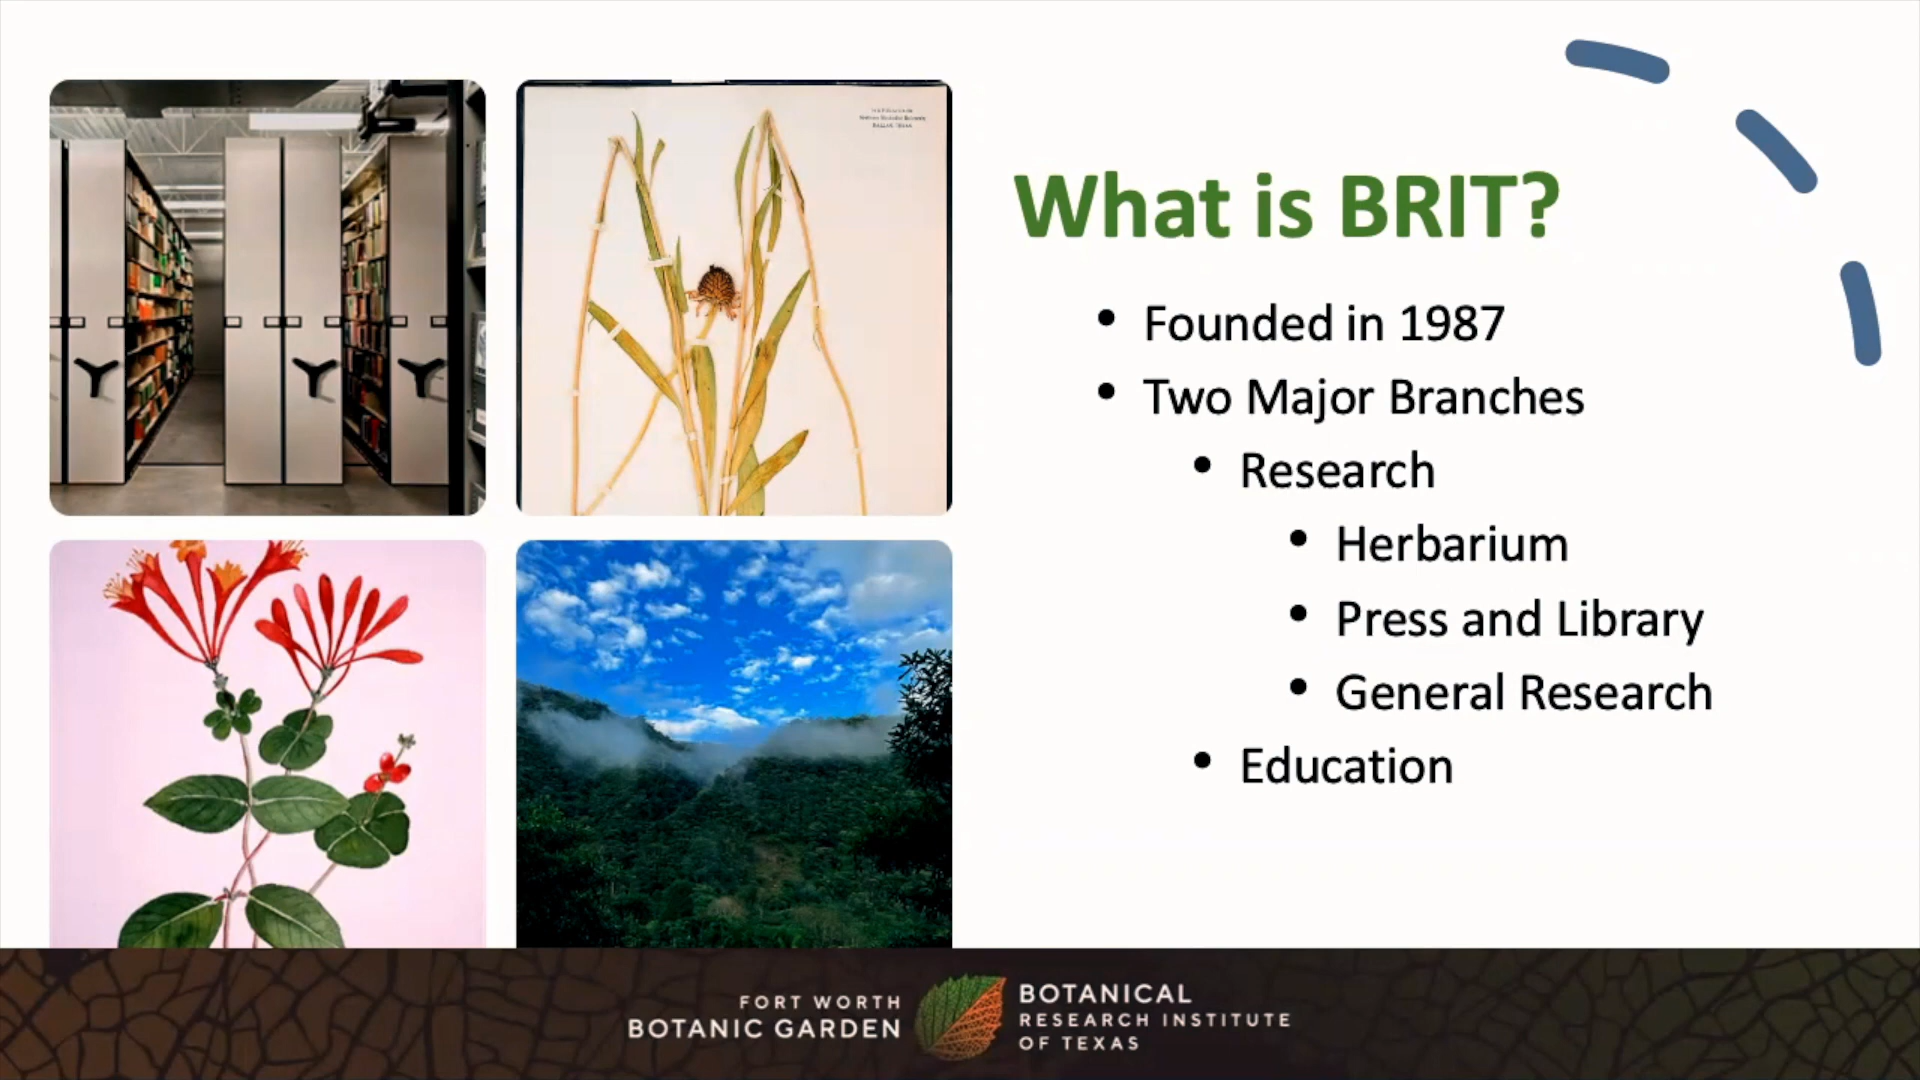 What is BRIT?
• Founded in 1987
• Two Major Branches
• Research
• Herbarium
• Press and Library
• General Research
• Education
FORT WORTH
BOTANIC GARDEN
BOTANICAL
RESEARCH INSTITUTE
OF TEXAS